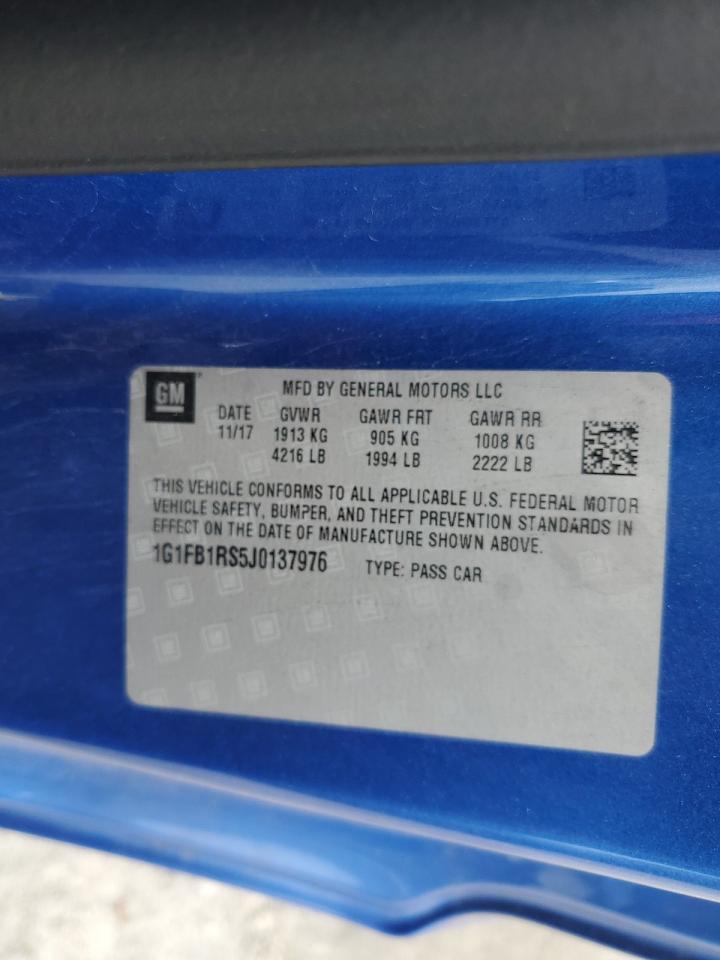 GM
MFD BY GENERAL MOTORS LLC
DATE GVWR GAWR FRT GAWR RR
11/17 1913 KG 905 KG 1008 KG
4216 LB 1994 LB 2222 LB
THIS VEHICLE CONFORMS TO ALL APPLICABLE U.S. FEDERAL MOTOR
VEHICLE SAFETY, BUMPER, AND THEFT PREVENTION STANDARDS IN
EFFECT ON THE DATE OF MANUFACTURE SHOWN ABOVE.
1G1FB1RS5J0137976 TYPE: PASS CAR